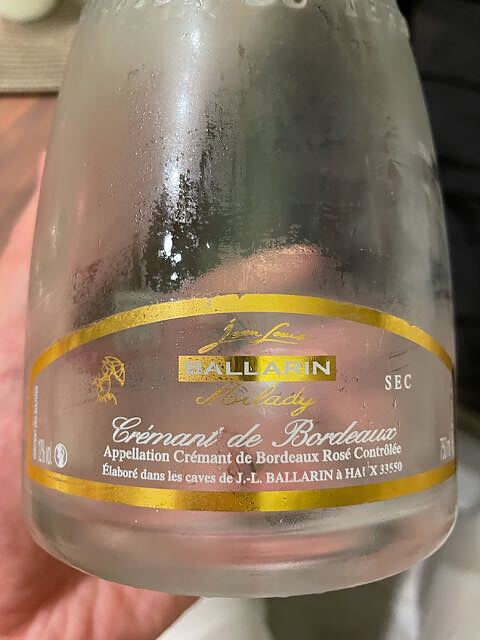 Jean Louis
BALLARIN
Milady
SEC
Crémant de Bordeaux
Appellation Crémant de Bordeaux Rosé Contrôlée
Élaboré dans les caves de J.-L. BALLARIN à HAUX 33550